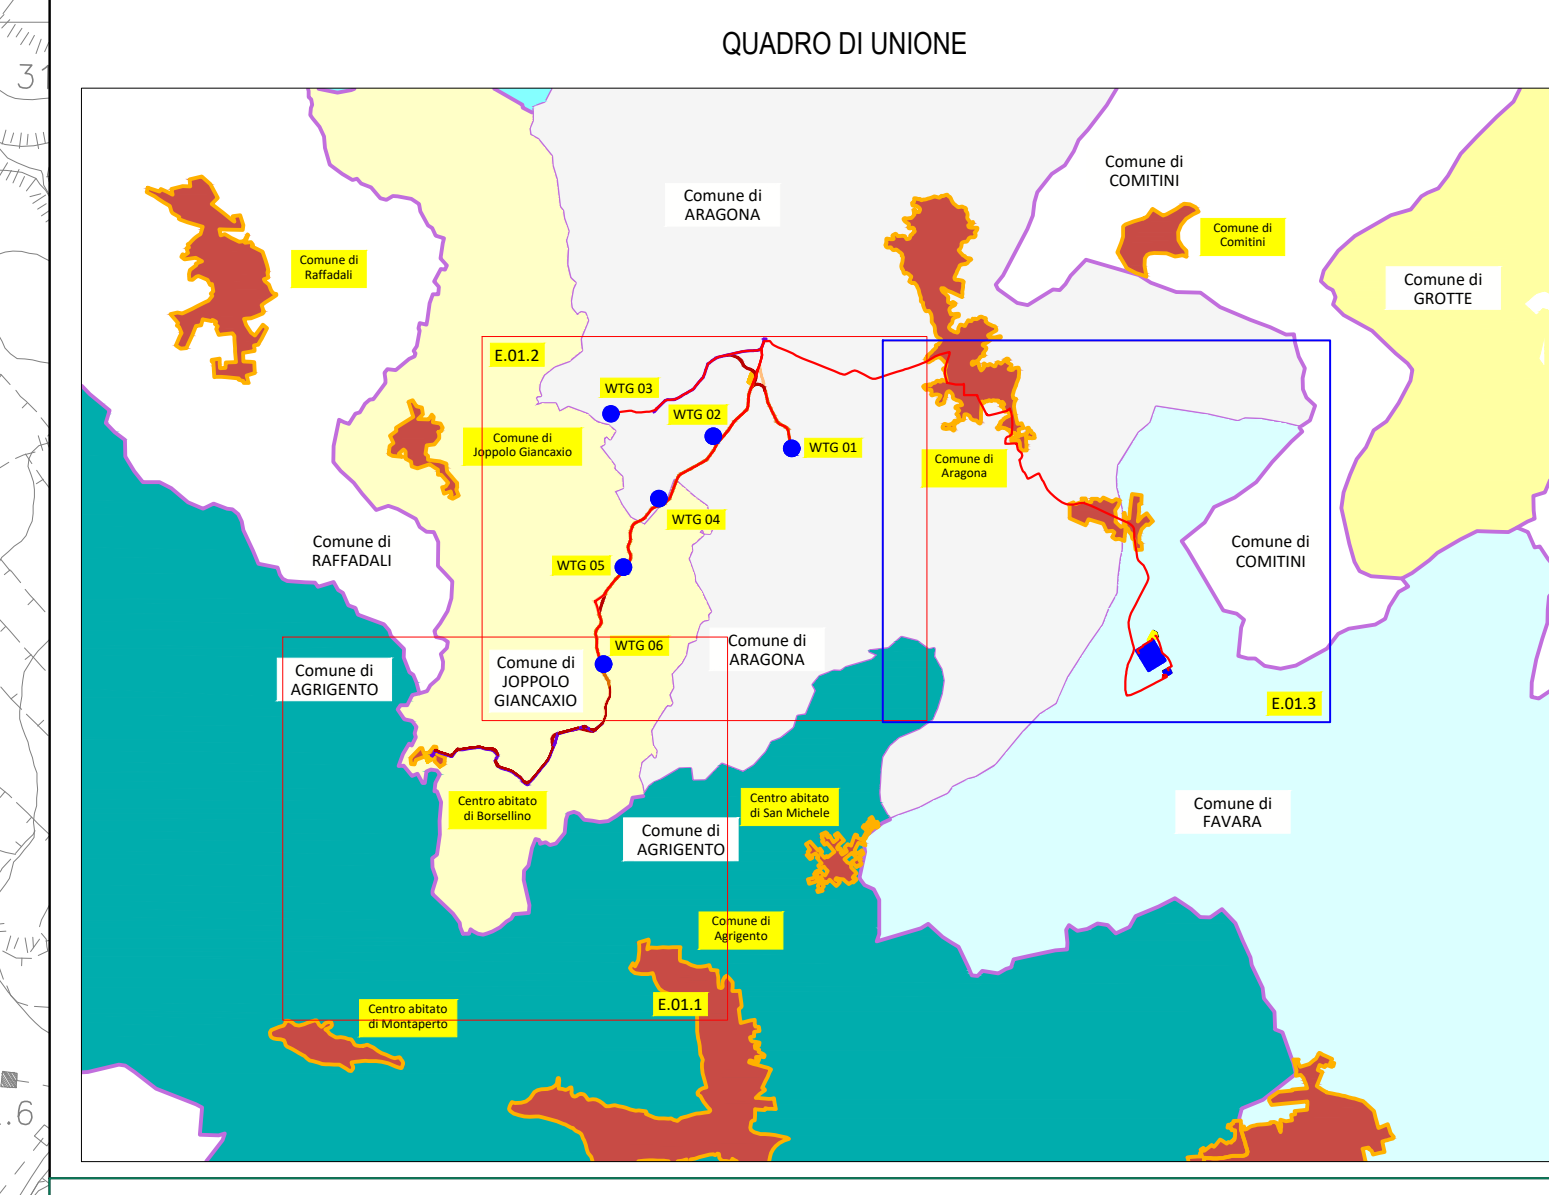 QUADRO DI UNIONE
31
Comune di
COMITINI
Comune di
ARAGONA
Comune di
Comitini
Comune di
Raffadali
Comune di
GROTTE
E.01.2
WTG 03
WTG 02
WTG 01
Comune di
Joppolo Giancaxio
Comune di
Aragona
WTG 04
Comune di
RAFFADALI
Comune di
COMITINI
WTG 05
WTG 06
Comune di
ARAGONA
Comune di
AGRIGENTO
Comune di
JOPPOLO
GIANCAXIO
E.01.3
Centro abitato
di Borsellino
Centro abitato
di San Michele
Comune di
FAVARA
Comune di
AGRIGENTO
Comune di
Agrigento
E.01.1
Centro abitato
di Montaperto
.6